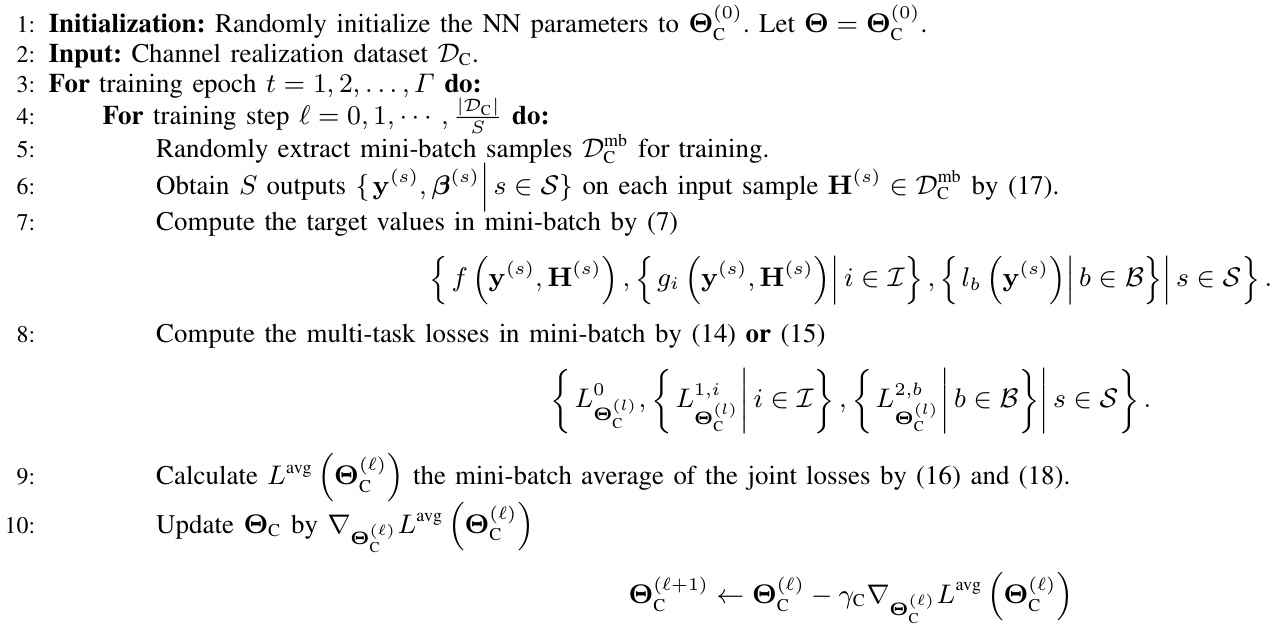 1: Initialization: Randomly initialize the NN parameters to $\mathbf{\Theta}_{\mathrm{C}}^{(0)}$. Let $\mathbf{\Theta} = \mathbf{\Theta}_{\mathrm{C}}^{(0)}$.
2: Input: Channel realization dataset $\mathcal{D}_{\mathrm{C}}$.
3: For training epoch $t = 1, 2, \ldots, \Gamma$ do:
4: For training step $\ell = 0, 1, \cdots, \frac{|\mathcal{D}_{\mathrm{C}}|}{S}$ do:
5: Randomly extract mini-batch samples $\mathcal{D}_{\mathrm{C}}^{\mathrm{mb}}$ for training.
6: Obtain $S$ outputs $\{\mathbf{y}^{(s)}, \boldsymbol{\beta}^{(s)} | s \in \mathcal{S}\}$ on each input sample $\mathbf{H}^{(s)} \in \mathcal{D}_{\mathrm{C}}^{\mathrm{mb}}$ by (17).
7: Compute the target values in mini-batch by (7)
$\left\{ f\left(\mathbf{y}^{(s)}, \mathbf{H}^{(s)}\right), \left\{ g_i\left(\mathbf{y}^{(s)}, \mathbf{H}^{(s)}\right) \middle| i \in \mathcal{I} \right\}, \left\{ l_b\left(\mathbf{y}^{(s)}\right) \middle| b \in \mathcal{B} \right\} \middle| s \in \mathcal{S} \right\}.$
8: Compute the multi-task losses in mini-batch by (14) or (15)
$\left\{ L^{0}_{\mathbf{\Theta}_{\mathrm{C}}^{(l)}}, \left\{ L^{1,i}_{\mathbf{\Theta}_{\mathrm{C}}^{(l)}} \middle| i \in \mathcal{I} \right\}, \left\{ L^{2,b}_{\mathbf{\Theta}_{\mathrm{C}}^{(l)}} \middle| b \in \mathcal{B} \right\} \middle| s \in \mathcal{S} \right\}.$
9: Calculate $L^{\mathrm{avg}}\left(\mathbf{\Theta}_{\mathrm{C}}^{(\ell)}\right)$ the mini-batch average of the joint losses by (16) and (18).
10: Update $\mathbf{\Theta}_{\mathrm{C}}$ by $\nabla_{\mathbf{\Theta}_{\mathrm{C}}^{(\ell)}} L^{\mathrm{avg}}\left(\mathbf{\Theta}_{\mathrm{C}}^{(\ell)}\right)$
$\mathbf{\Theta}_{\mathrm{C}}^{(\ell+1)} \leftarrow \mathbf{\Theta}_{\mathrm{C}}^{(\ell)} - \gamma_{\mathrm{C}} \nabla_{\mathbf{\Theta}_{\mathrm{C}}^{(\ell)}} L^{\mathrm{avg}}\left(\mathbf{\Theta}_{\mathrm{C}}^{(\ell)}\right)$